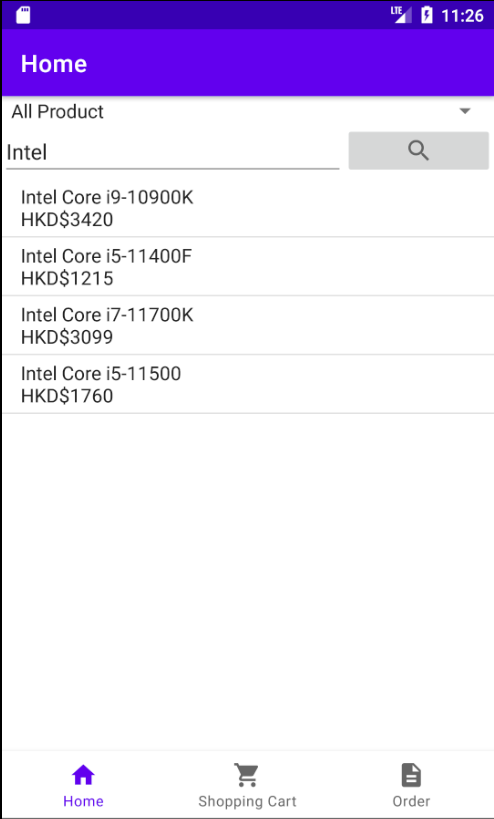 LTE 11:26
Home
All Product
Intel
Intel Core i9-10900K
HKD$3420
Intel Core i5-11400F
HKD$1215
Intel Core i7-11700K
HKD$3099
Intel Core i5-11500
HKD$1760
Home Shopping Cart Order